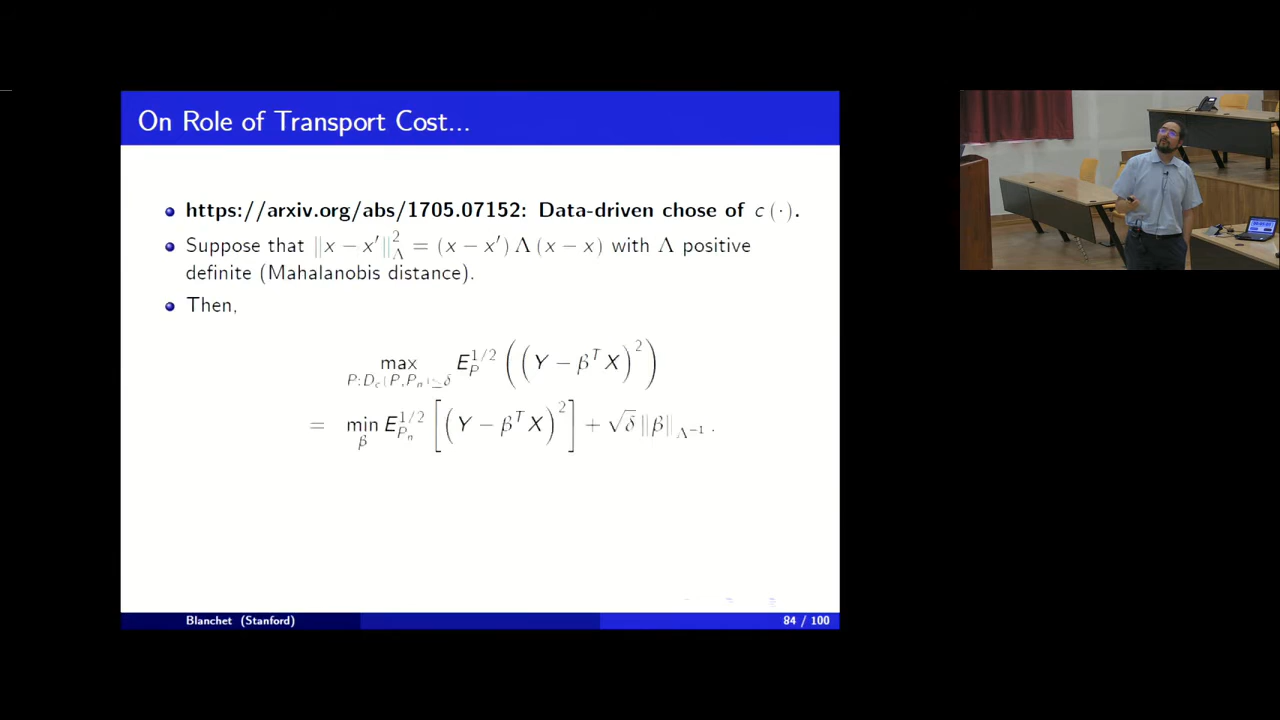 On Role of Transport Cost...
https://arxiv.org/abs/1705.07152: Data-driven chose of c(·).
Suppose that ‖x − x′‖²_Λ = (x − x′) Λ (x − x) with Λ positive
definite (Mahalanobis distance).
Then,
max_{P:D_c(P,P_n)≤δ} E_P^{1/2} ((Y − β^T X)^2)
= min_β E_{P_n}^{1/2} [(Y − β^T X)^2] + √δ ‖β‖_{Λ^{-1}} .
Blanchet (Stanford)
84 / 100